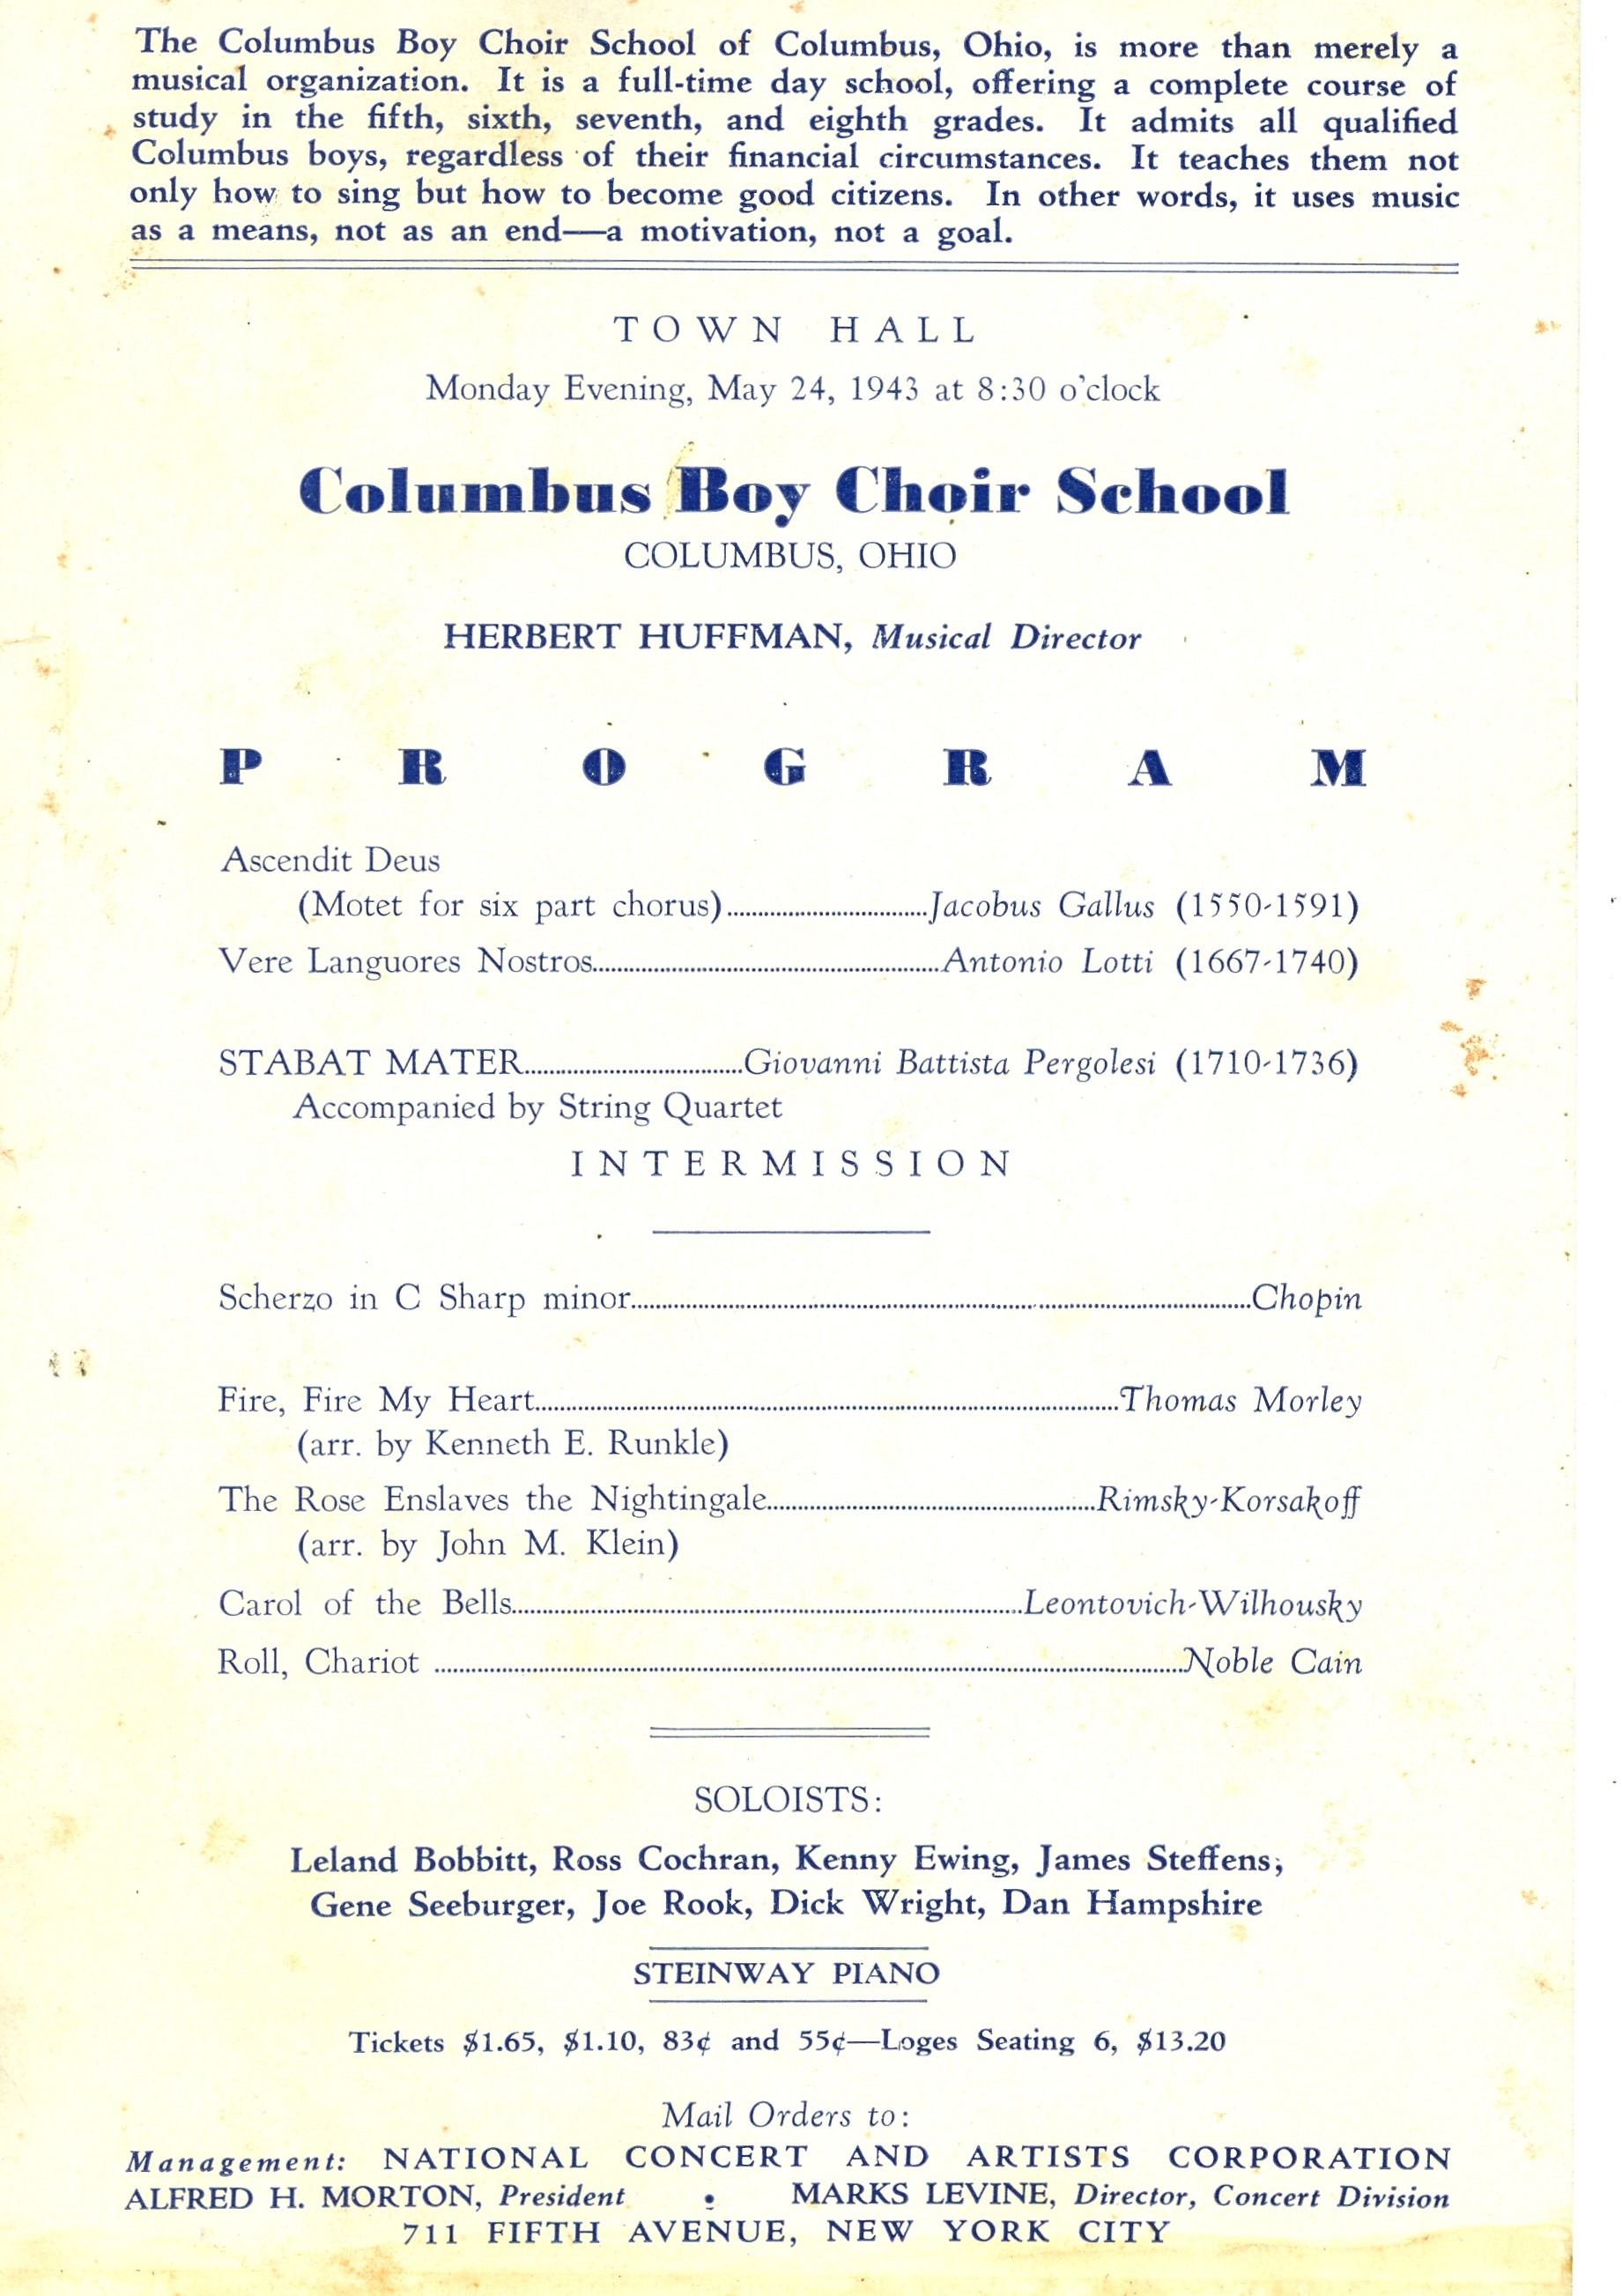 The Columbus Boy Choir School of Columbus, Ohio, is more than merely a
musical organization. It is a full-time day school, offering a complete course of
study in the fifth, sixth, seventh, and eighth grades. It admits all qualified
Columbus boys, regardless of their financial circumstances. It teaches them not
only how to sing but how to become good citizens. In other words, it uses music
as a means, not as an end—a motivation, not a goal.
TOWN HALL
Monday Evening, May 24, 1943 at 8:30 o'clock
Columbus Boy Choir School
COLUMBUS, OHIO
HERBERT HUFFMAN, Musical Director
PROGRAM
Ascendit Deus
(Motet for six part chorus)..............................Jacobus Gallus (1550-1591)
Vere Languores Nostros..............................Antonio Lotti (1667-1740)
STABAT MATER..............................Giovanni Battista Pergolesi (1710-1736)
Accompanied by String Quartet
INTERMISSION
Scherzo in C Sharp minor..............................Chopin
Fire, Fire My Heart..............................Thomas Morley
(arr. by Kenneth E. Runkle)
The Rose Enslaves the Nightingale..............................Rimsky-Korsakoff
(arr. by John M. Klein)
Carol of the Bells..............................Leontovich-Wilhousky
Roll, Chariot ..............................Noble Cain
SOLOISTS:
Leland Bobbitt, Ross Cochran, Kenny Ewing, James Steffens,
Gene Seeburger, Joe Rook, Dick Wright, Dan Hampshire
STEINWAY PIANO
Tickets $1.65, $1.10, 83¢ and 55¢—Loges Seating 6, $13.20
Mail Orders to:
Management: NATIONAL CONCERT AND ARTISTS CORPORATION
ALFRED H. MORTON, President • MARKS LEVINE, Director, Concert Division
711 FIFTH AVENUE, NEW YORK CITY